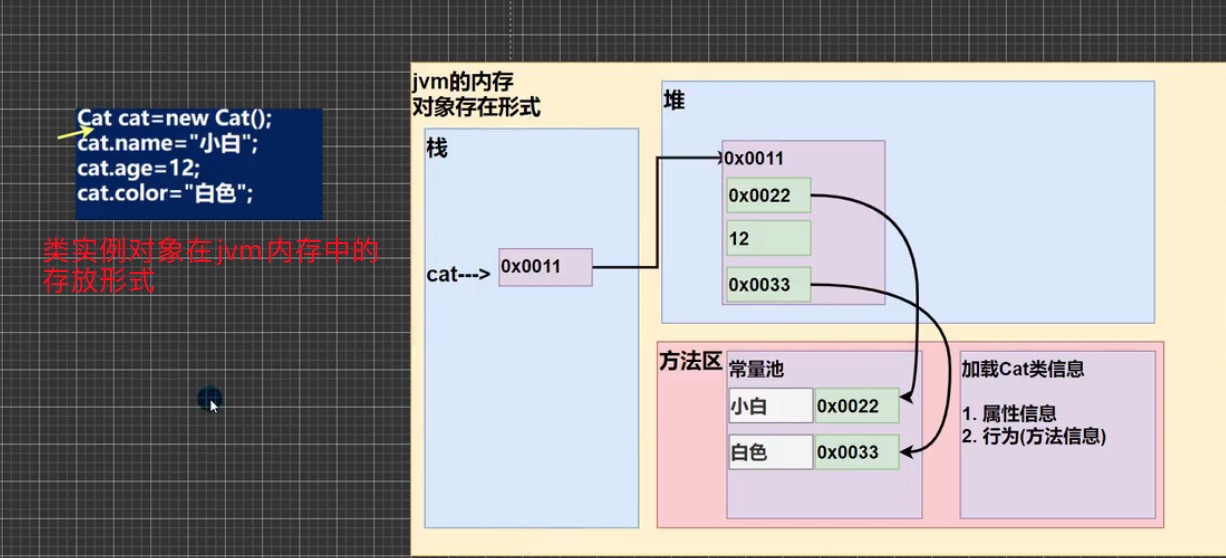 Cat cat=new Cat();
cat.name="小白";
cat.age=12;
cat.color="白色";
类实例对象在jvm内存中的
存放形式
jvm的内存
对象存在形式
栈
cat--->
0x0011
堆
0x0011
0x0022
12
0x0033
方法区
常量池
小白 0x0022
白色 0x0033
加载Cat类信息
1. 属性信息
2. 行为(方法信息)